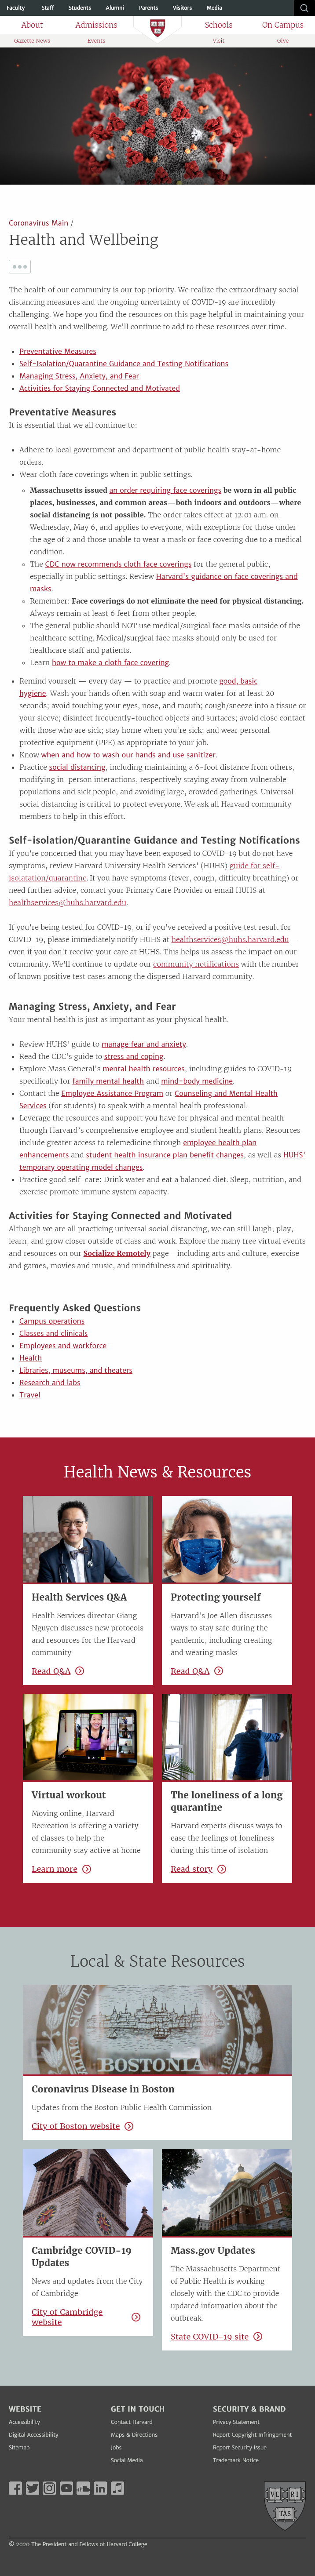 Faculty Staff Students Alumni Parents Visitors Media
About Admissions Schools On Campus
Gazette News Events Visit Give
Coronavirus Main /
Health and Wellbeing
The health of our community is our top priority. We realize the extraordinary social
distancing measures and the ongoing uncertainty of COVID-19 are incredibly
challenging. We hope the resources on this page inspire you to find new ways of maintaining your
overall health and wellbeing. We'll continue to add to these resources over time.
Preventative Measures
Self-Isolation/Quarantine Guidance and Testing Notifications
Managing Stress, Anxiety, and Fear
Activities for Staying Connected and Motivated
Preventative Measures
It is essential that we all continue to:
Adhere to local government and department of public health stay-at-home
orders.
Wear cloth face coverings when in public settings.
Massachusetts issued an order requiring face coverings be worn in all public
places, businesses, and common areas—both indoors and outdoors—where
social distancing is not possible. The order takes effect at 12:01 a.m. on
Wednesday, May 6, and applies to everyone, with exceptions for those under
the age of two and those unable to wear a mask or face covering due to a medical
condition.
The CDC now recommends cloth face coverings for the general public,
especially in public settings. Review Harvard's guidance on face coverings and
masks.
Remember: Face coverings do not eliminate the need for physical distancing.
Always remain at least 6 feet from other people.
The general public should NOT use medical/surgical face masks outside of the
healthcare setting. Medical/surgical face masks should only be used for
healthcare staff and patients.
Learn how to make a cloth face covering.
Remind yourself — every day — to practice and promote good, basic
hygiene. Wash your hands often with soap and warm water for at least 20
seconds; avoid touching your eyes, nose, and mouth; cough/sneeze/nose-blow into a tissue or
your sleeve; disinfect frequently-touched objects and surfaces; and avoid contact with
those who are sick; stay home when you're sick; and wear personal
protective equipment (PPE) as appropriate to your job.
Know when and how to wash our hands and use sanitizer.
Practice social distancing, including maintaining a 6-foot distance from others,
modifying in-person interactions, respectively staying away from vulnerable
populations and sick people, and avoiding large, crowded gatherings. Universal
social distancing is critical to protect everyone. We ask all Harvard community
members to help in this effort.
Self-isolation/Quarantine Guidance and Testing Notifications
If you're concerned that you may have been exposed to COVID-19 but do not have
symptoms, review Harvard University Health Services' (HUHS) guide for self-
isolatation/quarantine. If you have symptoms (fever, cough, difficulty breathing) or
need further advice, contact your Primary Care Provider or email HUHS at
healthservices@huhs.harvard.edu.
If you're being tested for COVID-19, or if you've received a positive test result for
COVID-19, please immediately notify HUHS at healthservices@huhs.harvard.edu —
even if you don't receive your care at HUHS. This helps us assess the impact on our
community. We'll continue to update our community notifications with the number
of known positive test cases among the dispersed Harvard community.
Managing Stress, Anxiety, and Fear
Your mental health is just as important as your physical health.
Review HUHS' guide to manage fear and anxiety.
Read the CDC's guide to stress and coping.
Explore Mass General's mental health resources, including guides to COVID-19
specifically for family mental health and mind-body medicine.
Contact the Employee Assistance Program or Counseling and Mental Health
Services (for students) to speak with a mental health professional.
Leverage the resources and support you have for you physical and mental health
through Harvard's comprehensive employee and student health plans. Resources
include greater access to telemedicine through employee health plan
enhancements and student health insurance plan benefit changes, as well as HUHS'
temporary operating model changes.
Practice good self-care: Drink water and eat a balanced diet. Sleep, nutrition, and
exercise promote immune system capacity.
Activities for Staying Connected and Motivated
Although we are all practicing universal social distancing, we can still laugh, play,
learn, and grow closer outside of class and work. Explore the many free virtual events
and resources on our Socialize Remotely page—including arts and culture, exercise
and games, movies and music, and mindfulness and spirituality.
Frequently Asked Questions
Campus operations
Classes and clinicals
Employees and workforce
Health
Libraries, museums, and theaters
Research and labs
Travel
Health News & Resources
Health Services Q&A
Health Services director Giang
Nguyen discusses new protocols
and resources for the Harvard
community
Read Q&A
Protecting yourself
Harvard's Joe Allen discusses
ways to stay safe during the
pandemic, including creating
and wearing masks
Read Q&A
Virtual workout
Moving online, Harvard
Recreation is offering a variety
of classes to help the
community stay active at home
Learn more
The loneliness of a long
quarantine
Harvard experts discuss ways to
ease the feelings of loneliness
during this time of isolation
Read story
Local & State Resources
BOSTONIA
Coronavirus Disease in Boston
Updates from the Boston Public Health Commission
City of Boston website
Cambridge COVID-19
Updates
News and updates from the City
of Cambridge
City of Cambridge
website
Mass.gov Updates
The Massachusetts Department
of Public Health is working
closely with the CDC to provide
updated information about the
outbreak.
State COVID-19 site
WEBSITE
Accessibility
Digital Accessibility
Sitemap
GET IN TOUCH
Contact Harvard
Maps & Directions
Jobs
Social Media
SECURITY & BRAND
Privacy Statement
Report Copyright Infringement
Report Security Issue
Trademark Notice
VE RI
TAS
© 2020 The President and Fellows of Harvard College